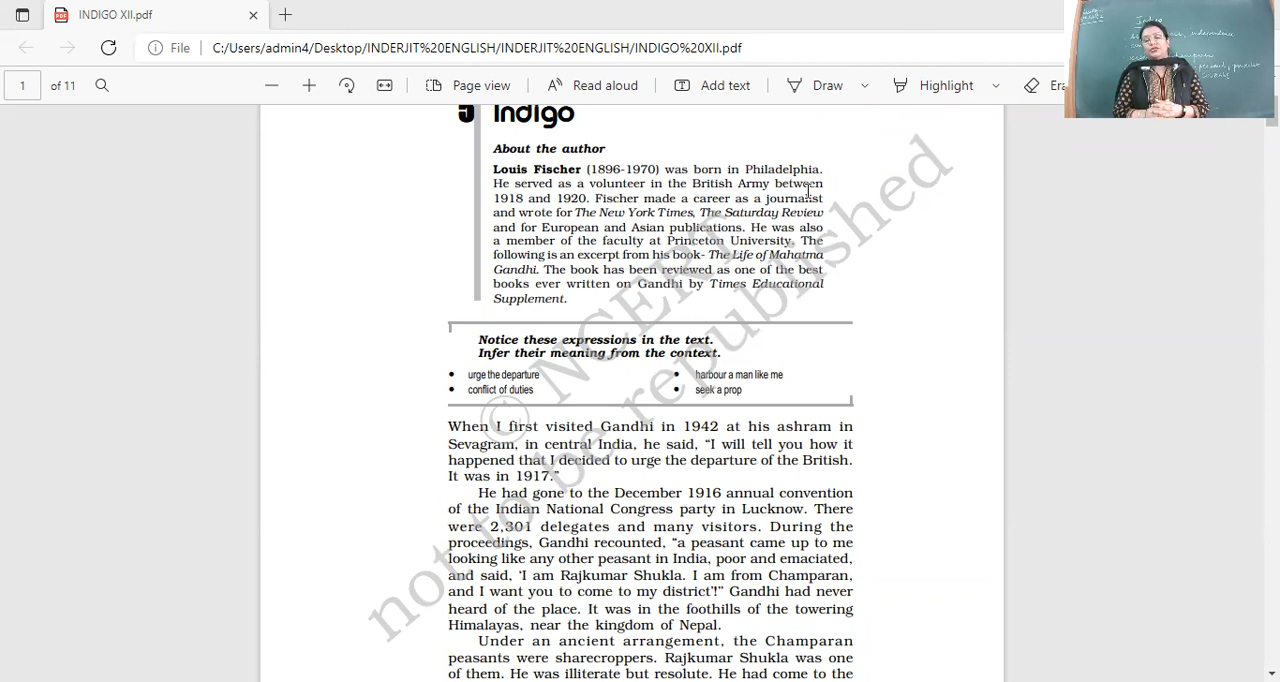 INDIGO XII.pdf
File C:/Users/admin4/Desktop/INDERJIT%20ENGLISH/INDERJIT%20ENGLISH/INDIGO%20XII.pdf
1 of 11 Page view Read aloud Add text Draw Highlight Era
5 Indigo
About the author
Louis Fischer (1896-1970) was born in Philadelphia.
He served as a volunteer in the British Army between
1918 and 1920. Fischer made a career as a journalist
and wrote for The New York Times, The Saturday Review
and for European and Asian publications. He was also
a member of the faculty at Princeton University. The
following is an excerpt from his book- The Life of Mahatma
Gandhi. The book has been reviewed as one of the best
books ever written on Gandhi by Times Educational
Supplement.
Notice these expressions in the text.
Infer their meaning from the context.
• urge the departure • harbour a man like me
• conflict of duties • seek a prop
When I first visited Gandhi in 1942 at his ashram in
Sevagram, in central India, he said, “I will tell you how it
happened that I decided to urge the departure of the British.
It was in 1917.”
He had gone to the December 1916 annual convention
of the Indian National Congress party in Lucknow. There
were 2,301 delegates and many visitors. During the
proceedings, Gandhi recounted, “a peasant came up to me
looking like any other peasant in India, poor and emaciated,
and said, ‘I am Rajkumar Shukla. I am from Champaran,
and I want you to come to my district’!” Gandhi had never
heard of the place. It was in the foothills of the towering
Himalayas, near the kingdom of Nepal.
Under an ancient arrangement, the Champaran
peasants were sharecroppers. Rajkumar Shukla was one
of them. He was illiterate but resolute. He had come to the
© NCERT
not to be republished
Indigo